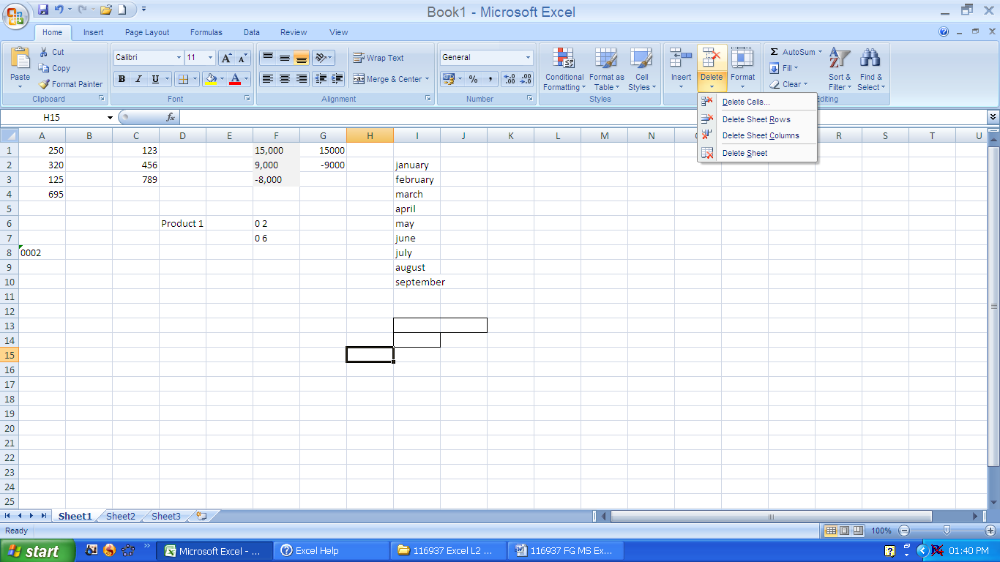 Book1 - Microsoft Excel
Home Insert Page Layout Formulas Data Review View
Paste
Cut
Copy
Format Painter
Clipboard
Calibri 11
B I U
Font
Wrap Text
Merge & Center
Alignment
General
%
Number
Conditional Formatting
Format as Table
Cell Styles
Styles
Insert Delete Format
AutoSum
Fill
Clear
Sort & Filter
Find & Select
Editing
Delete Cells...
Delete Sheet Rows
Delete Sheet Columns
Delete Sheet
H15 fx
A B C D E F G H I J K L M N R S T U
1 250 123 15,000 15000
2 320 456 9,000 -9000 january
3 125 789 -8,000 february
4 695 march
5 april
6 Product 1 0 2 may
7 0 6 june
8 0002 july
9 august
10 september
11
12
13
14
15
16
17
18
19
20
21
22
23
24
25
Sheet1 Sheet2 Sheet3
Ready 100%
start Microsoft Excel - ... Excel Help 116937 Excel L2 ... 116937 FG MS Ex... 01:40 PM